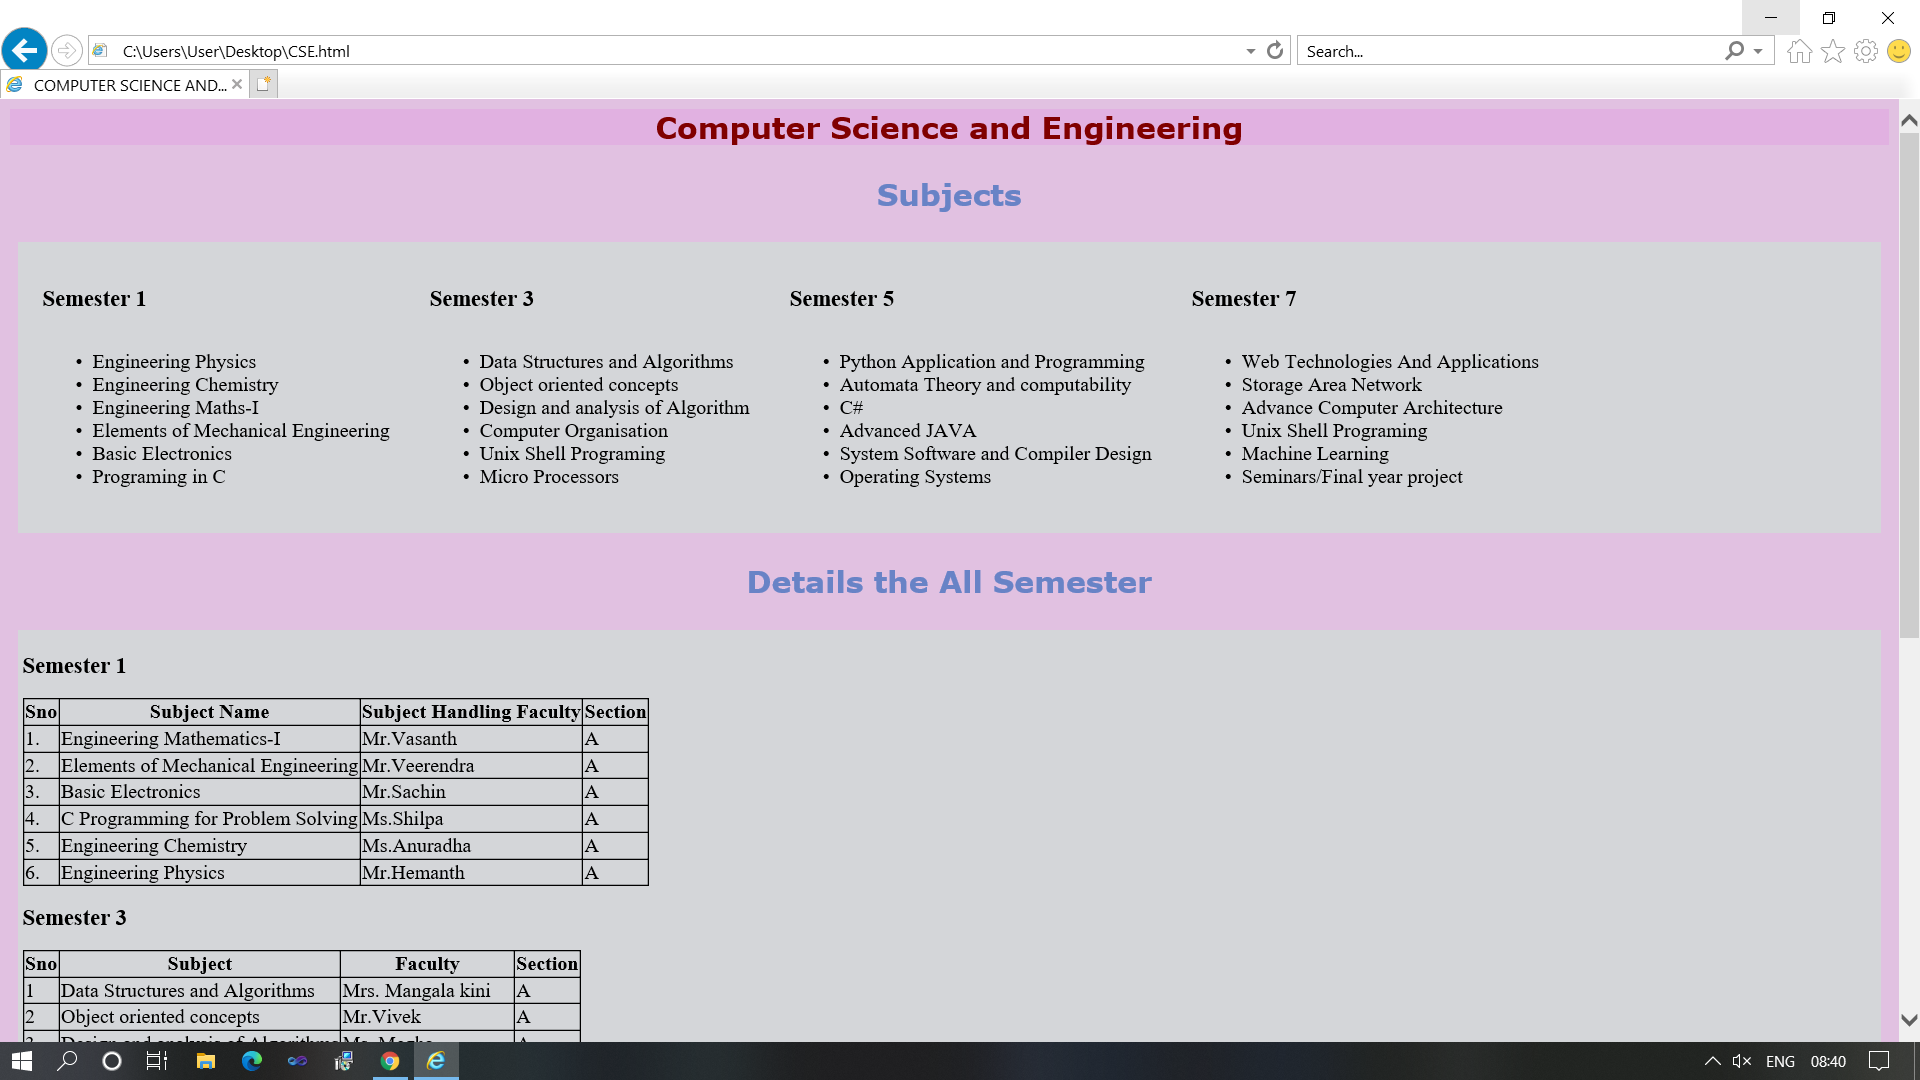 C:\Users\User\Desktop\CSE.html
Search...
COMPUTER SCIENCE AND...
Computer Science and Engineering
Subjects
Semester 1
• Engineering Physics
• Engineering Chemistry
• Engineering Maths-I
• Elements of Mechanical Engineering
• Basic Electronics
• Programing in C
Semester 3
• Data Structures and Algorithms
• Object oriented concepts
• Design and analysis of Algorithm
• Computer Organisation
• Unix Shell Programing
• Micro Processors
Semester 5
• Python Application and Programming
• Automata Theory and computability
• C#
• Advanced JAVA
• System Software and Compiler Design
• Operating Systems
Semester 7
• Web Technologies And Applications
• Storage Area Network
• Advance Computer Architecture
• Unix Shell Programing
• Machine Learning
• Seminars/Final year project
Details the All Semester
Semester 1
Sno Subject Name Subject Handling Faculty Section
1. Engineering Mathematics-I Mr.Vasanth A
2. Elements of Mechanical Engineering Mr.Veerendra A
3. Basic Electronics Mr.Sachin A
4. C Programming for Problem Solving Ms.Shilpa A
5. Engineering Chemistry Ms.Anuradha A
6. Engineering Physics Mr.Hemanth A
Semester 3
Sno Subject Faculty Section
1 Data Structures and Algorithms Mrs. Mangala kini A
2 Object oriented concepts Mr.Vivek A
ENG 08:40